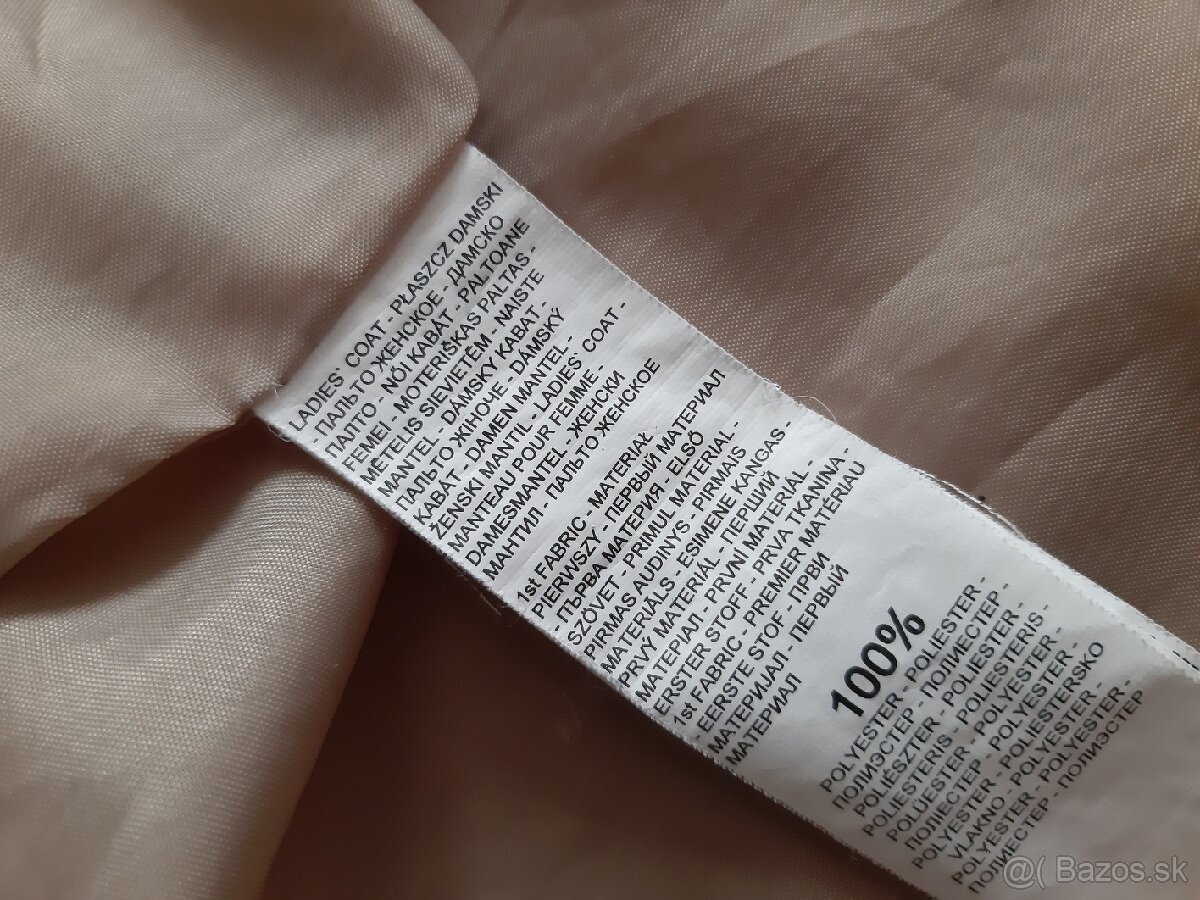 LADIES' COAT - PŁASZCZ DAMSKI
- ПАЛЬТО ЖЕНСКОЕ - ДАМСКО
ПАЛТО - NŐI KABÁT - PALTOANE
FEMEI - MOTERIŠKAS PALTAS -
MĒTELIS SIEVIETĒM - NAISTE
MANTEL - DÁMSKY KABAT -
ПАЛЬТО ЖІНОЧЕ - DÁMSKÝ
KABÁT - DAMEN MANTEL -
ŽENSKI MANTIL - LADIES' COAT -
MANTEAU POUR FEMME -
DAMESMANTEL - ЖЕНСКИ
МАНТИЛ - ПАЛЬТО ЖЕНСКОЕ
1st FABRIC - MATERIAŁ
PIERWSZY - ПЕРВЫЙ МАТЕРИАЛ
- ПЪРВА МАТЕРИЯ - ELSŐ
SZÖVET - PRIMUL MATERIAL -
PIRMAS AUDINYS - PIRMAIS
MATERIALS - ESIMENE KANGAS -
PRVÝ MATERIÁL - ПЕРШИЙ
МАТЕРІАЛ - PRVNÍ MATERIÁL -
ERSTER STOFF - PRVA TKANINA -
1st FABRIC - PREMIER MATÉRIAU
- EERSTE STOF - ПРВИ
МАТЕРИЈАЛ - ПЕРВЫЙ
МАТЕРИАЛ
100%
POLYESTER - POLIESTER -
ПОЛИЭСТЕР - ПОЛИЕСТЕР -
POLIÉSZTER - POLIESTER -
POLIESTERIS - POLIESTERIS -
POLÜESTER - POLYESTER -
ПОЛІЕСТЕР - POLYESTER -
POLYESTER - POLIESTERSKO
VLAKNO - POLYESTER -
POLYESTER - POLYESTER -
ПОЛИЕСТЕР - ПОЛИЭСТЕР
@( Bazos.sk